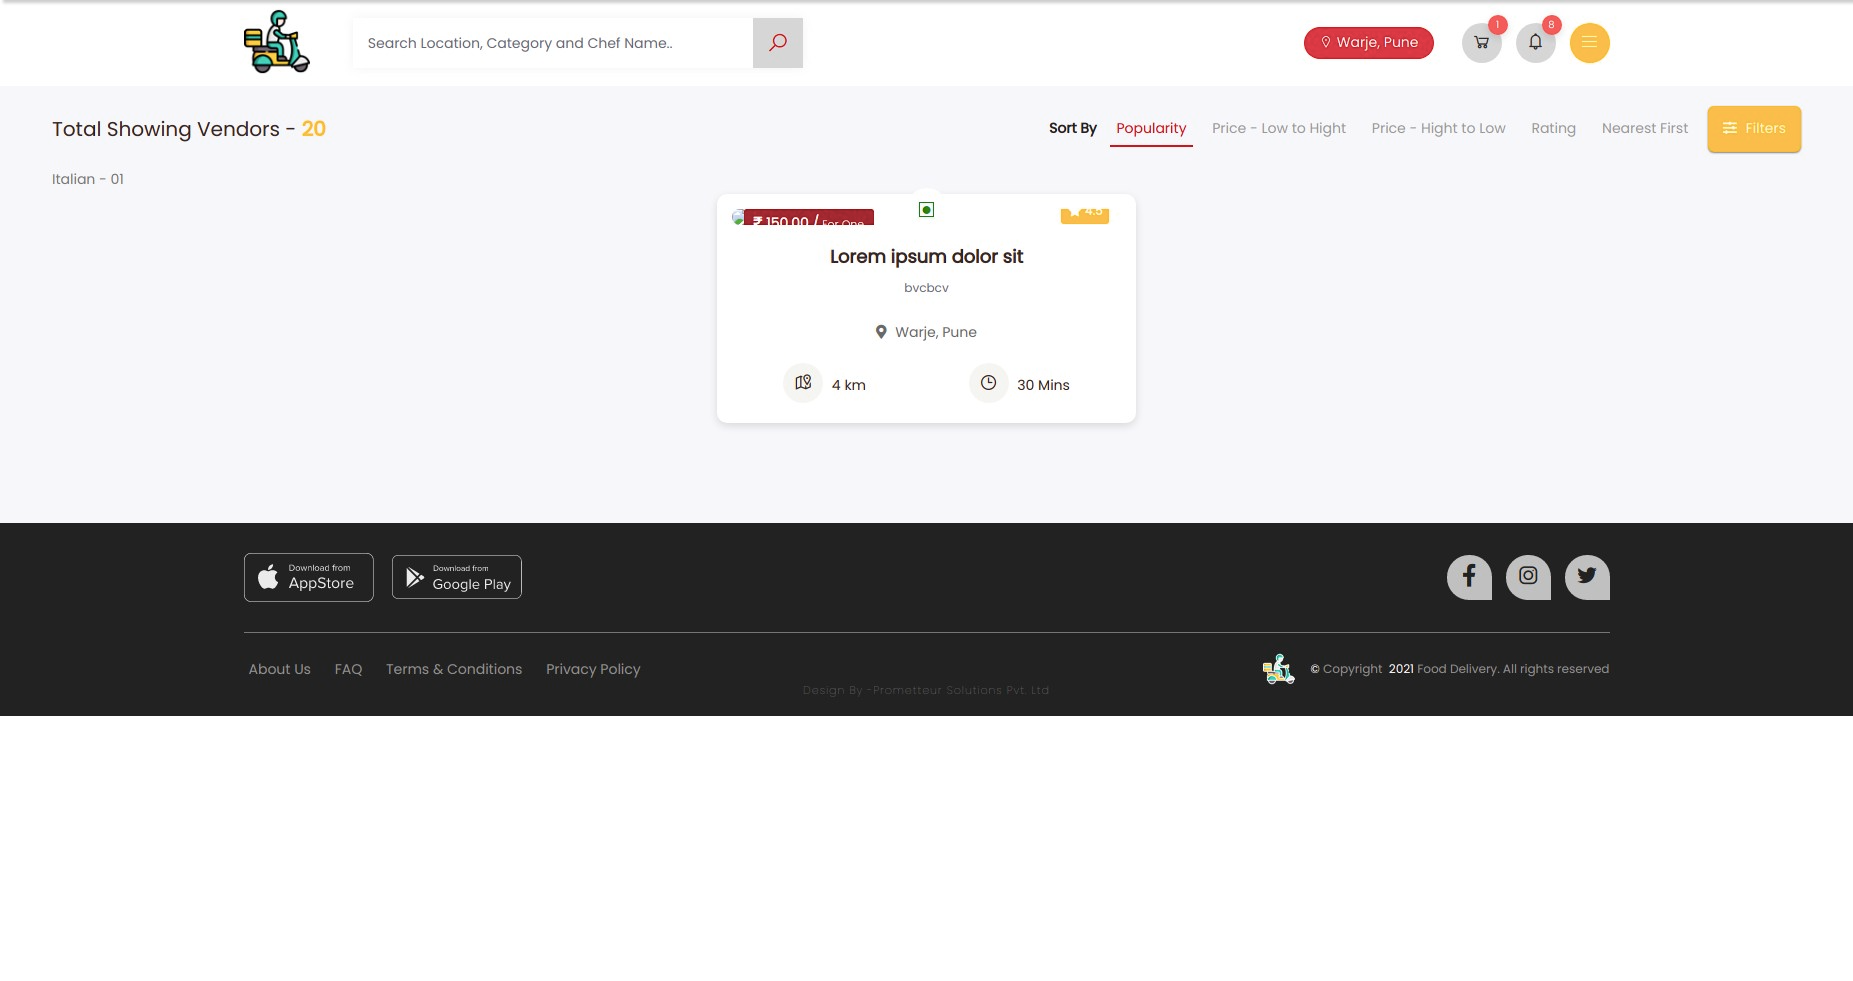 Search Location, Category and Chef Name..
Warje, Pune
1
8
Total Showing Vendors - 20
Sort By Popularity Price - Low to Hight Price - Hight to Low Rating Nearest First Filters
Italian - 01
₹ 150.00 / For One
4.5
Lorem ipsum dolor sit
bvcbcv
Warje, Pune
4 km
30 Mins
Download from
AppStore
Download from
Google Play
About Us FAQ Terms & Conditions Privacy Policy
© Copyright 2021 Food Delivery. All rights reserved
Design By -Prometteur Solutions Pvt. Ltd